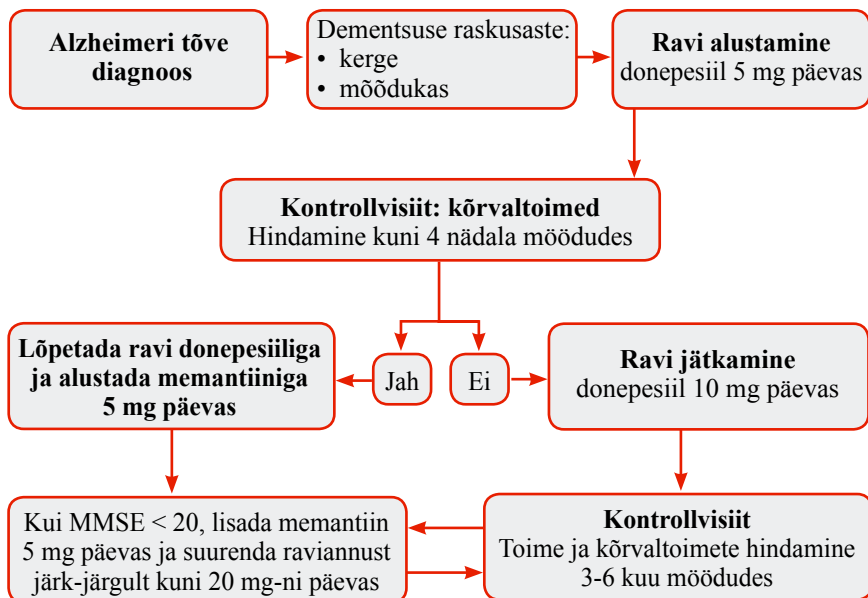 Alzheimeri tõve
diagnoos
Dementsuse raskusaste:
• kerge
• mõõdukas
Ravi alustamine
donepesiil 5 mg päevas
Kontrollvisiit: kõrvaltoimed
Hindamine kuni 4 nädala möödudes
Lõpetada ravi donepesiiliga
ja alustada memantiiniga
5 mg päevas
Jah
Ei
Ravi jätkamine
donepesiil 10 mg päevas
Kui MMSE < 20, lisada memantiin
5 mg päevas ja suurenda raviannust
järk-järgult kuni 20 mg-ni päevas
Kontrollvisiit
Toime ja kõrvaltoimete hindamine
3-6 kuu möödudes